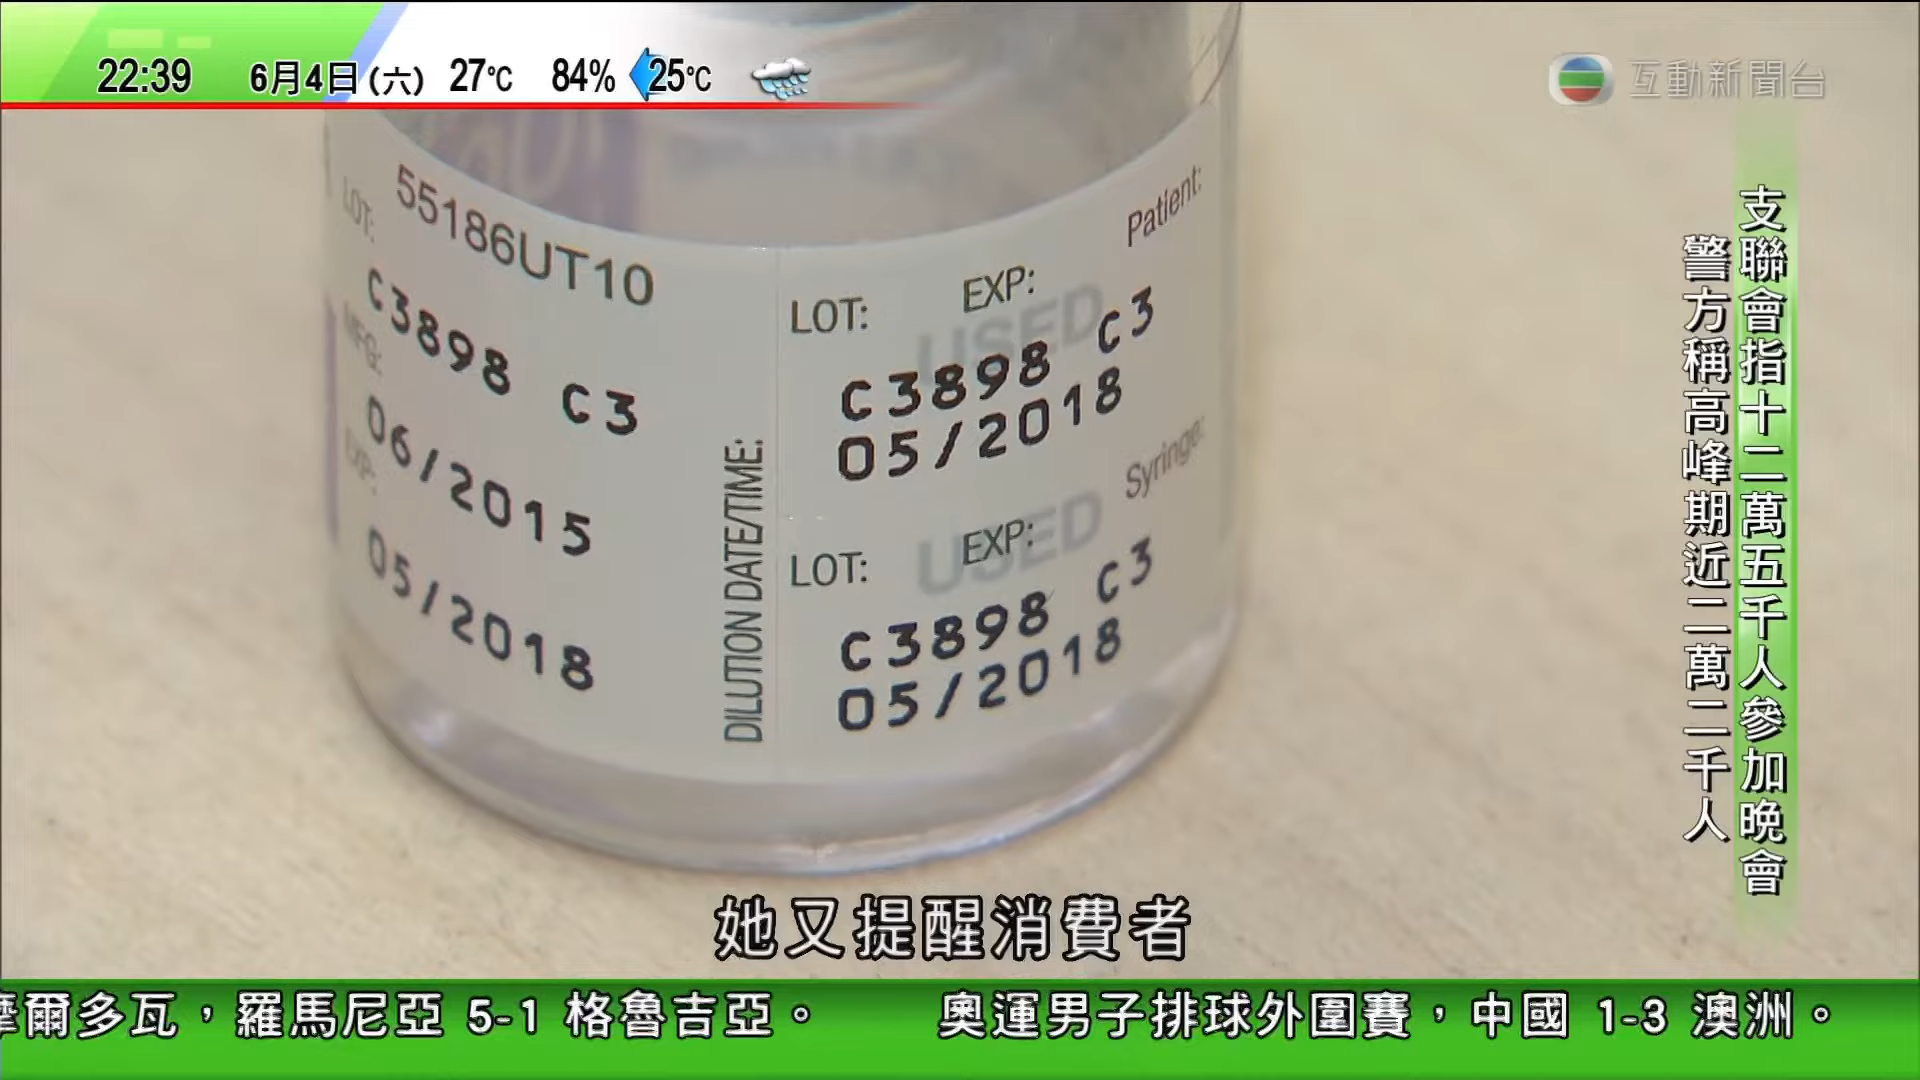 22:39 6月4日(六) 27℃ 84% 25℃
互動新聞台
55186UT10
LOT:
C3898 C3
MFG:
06/2015
EXP:
05/2018
DILUTION DATE/TIME:
Patient:
LOT: EXP:
USED
C3898 C3
05/2018
Syringe:
LOT: EXP:
USED
C3898 C3
05/2018
支聯會指十二萬五千人參加晚會
警方稱高峰期近二萬二千人
她又提醒消費者
摩爾多瓦，羅馬尼亞 5-1 格魯吉亞。 奧運男子排球外圍賽，中國 1-3 澳洲。